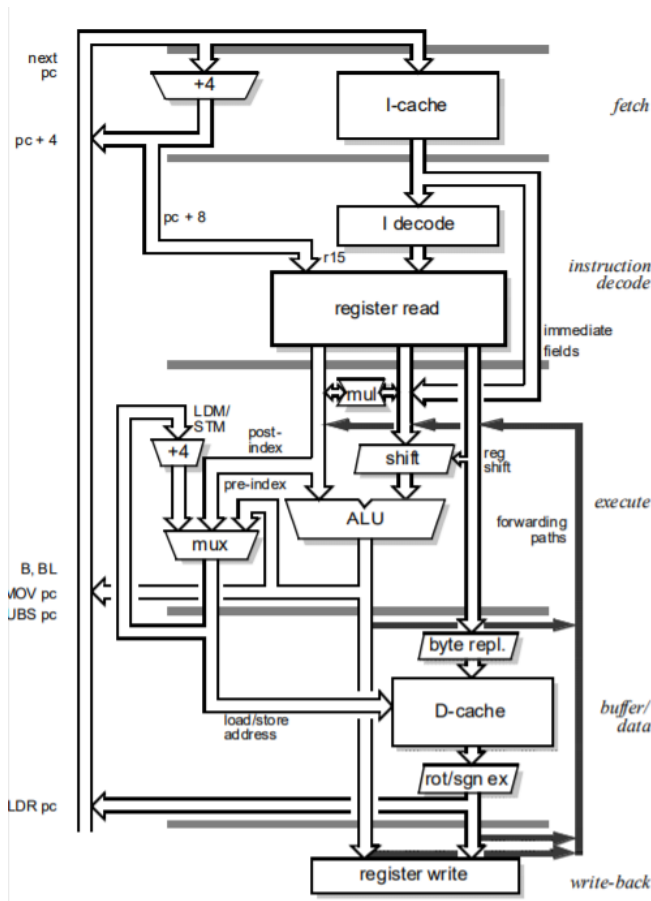 next
pc
+4
I-cache
fetch
pc + 4
pc + 8
I decode
r15
instruction
decode
register read
immediate
fields
LDM/
STM
mul
post-
index
+4
shift
reg
shift
pre-index
execute
ALU
forwarding
paths
mux
B, BL
MOV pc
UBS pc
byte repl.
D-cache
buffer/
data
load/store
address
rot/sgn ex
LDR pc
register write
write-back